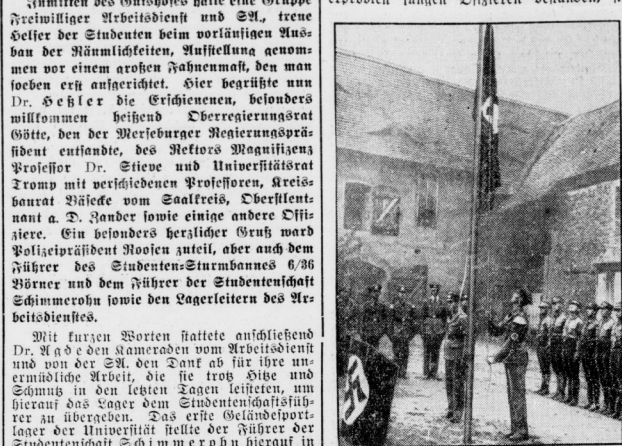 Inmitten des Gutshofes hatte eine Gruppe
Freiwilliger Arbeitsdienst und SA., treue
Helfer der Studenten beim vorläufigen Aus-
bau der Räumlichkeiten, Aufstellung genom-
men vor einem großen Fahnenmast, den man
soeben erst aufgerichtet. Hier begrüßte nun
Dr. Heßler die Erschienenen, besonders
willkommen heißend Oberregierungsrat
Götte, den der Merseburger Regierungsprä-
sident entsandte, des Rektors Magnifizenz
Professor Dr. Stieve und Universitätsrat
Tromp mit verschiedenen Professoren, Kreis-
baurat Bäsecke vom Saalkreis, Oberstleut-
nant a. D. Zander sowie einige andere Offi-
ziere. Ein besonders herzlicher Gruß ward
Polizeipräsident Roosen zuteil, aber auch dem
Führer des Studenten-Sturmbannes 6/36
Börner und dem Führer der Studentenschaft
Schimmerohn sowie den Lagerleitern des Ar-
beitsdienstes.
Mit kurzen Worten stattete anschließend
Dr. Agde den Kameraden vom Arbeitsdienst
und von der SA. den Dank ab für ihre un-
ermüdliche Arbeit, die sie trotz Hitze und
Schmutz in den letzten Tagen leisteten, um
hierauf das Lager dem Studentenschaftsfüh-
rer zu übergeben. Das erste Geländesport-
lager der Universität stellte der Führer der
Studentenschaft Schimmerohn hierauf in